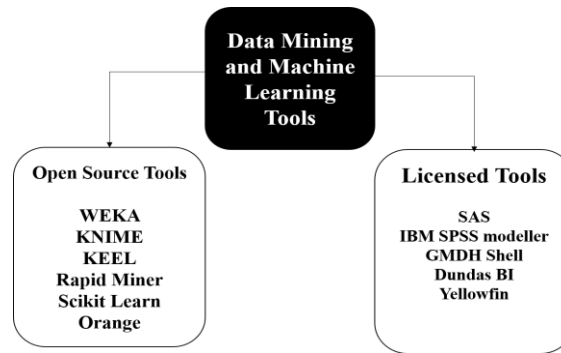 Data Mining
and Machine
Learning
Tools
Open Source Tools
WEKA
KNIME
KEEL
Rapid Miner
Scikit Learn
Orange
Licensed Tools
SAS
IBM SPSS modeller
GMDH Shell
Dundas BI
Yellowfin